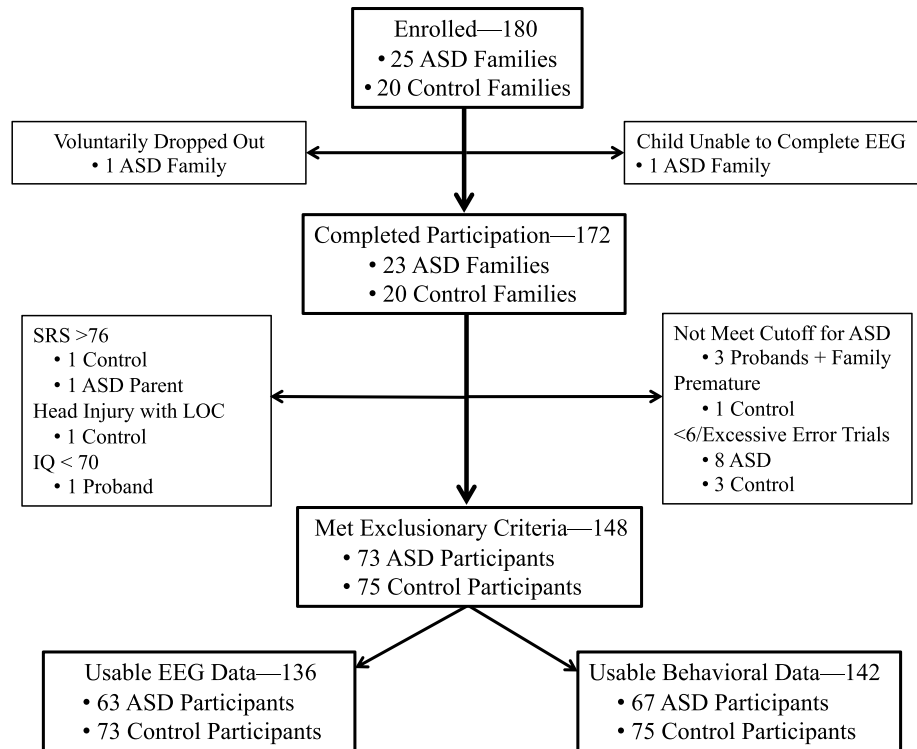 Enrolled—180
• 25 ASD Families
• 20 Control Families
Voluntarily Dropped Out
• 1 ASD Family
Child Unable to Complete EEG
• 1 ASD Family
Completed Participation—172
• 23 ASD Families
• 20 Control Families
SRS >76
• 1 Control
• 1 ASD Parent
Head Injury with LOC
• 1 Control
IQ < 70
• 1 Proband
Not Meet Cutoff for ASD
• 3 Probands + Family
Premature
• 1 Control
<6/Excessive Error Trials
• 8 ASD
• 3 Control
Met Exclusionary Criteria—148
• 73 ASD Participants
• 75 Control Participants
Usable EEG Data—136
• 63 ASD Participants
• 73 Control Participants
Usable Behavioral Data—142
• 67 ASD Participants
• 75 Control Participants